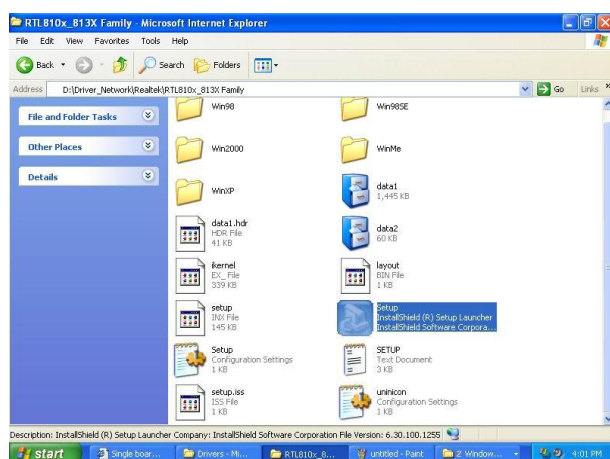 RTL810x_813X Family - Microsoft Internet Explorer
File Edit View Favorites Tools Help
Back Search Folders
Address D:\Driver_Network\Realtek\RTL810x_813X Family Go Links »
File and Folder Tasks
Other Places
Details
Win98 Win98SE
Win2000 WinMe
WinXP data1
1,445 KB
data1.hdr data2
HDR File 60 KB
41 KB
ikernel layout
EX_ File BIN File
339 KB 1 KB
setup Setup
INX File InstallShield (R) Setup Launcher
145 KB InstallShield Software Corpora...
Setup SETUP
Configuration Settings Text Document
1 KB 3 KB
setup.iss uninicon
ISS File Configuration Settings
1 KB 1 KB
Description: InstallShield (R) Setup Launcher Company: InstallShield Software Corporation File Version: 6.30.100.1255
start Single boar... Drivers - Mi... RTL810x_8... untitled - Paint 2 Window... 4:01 PM